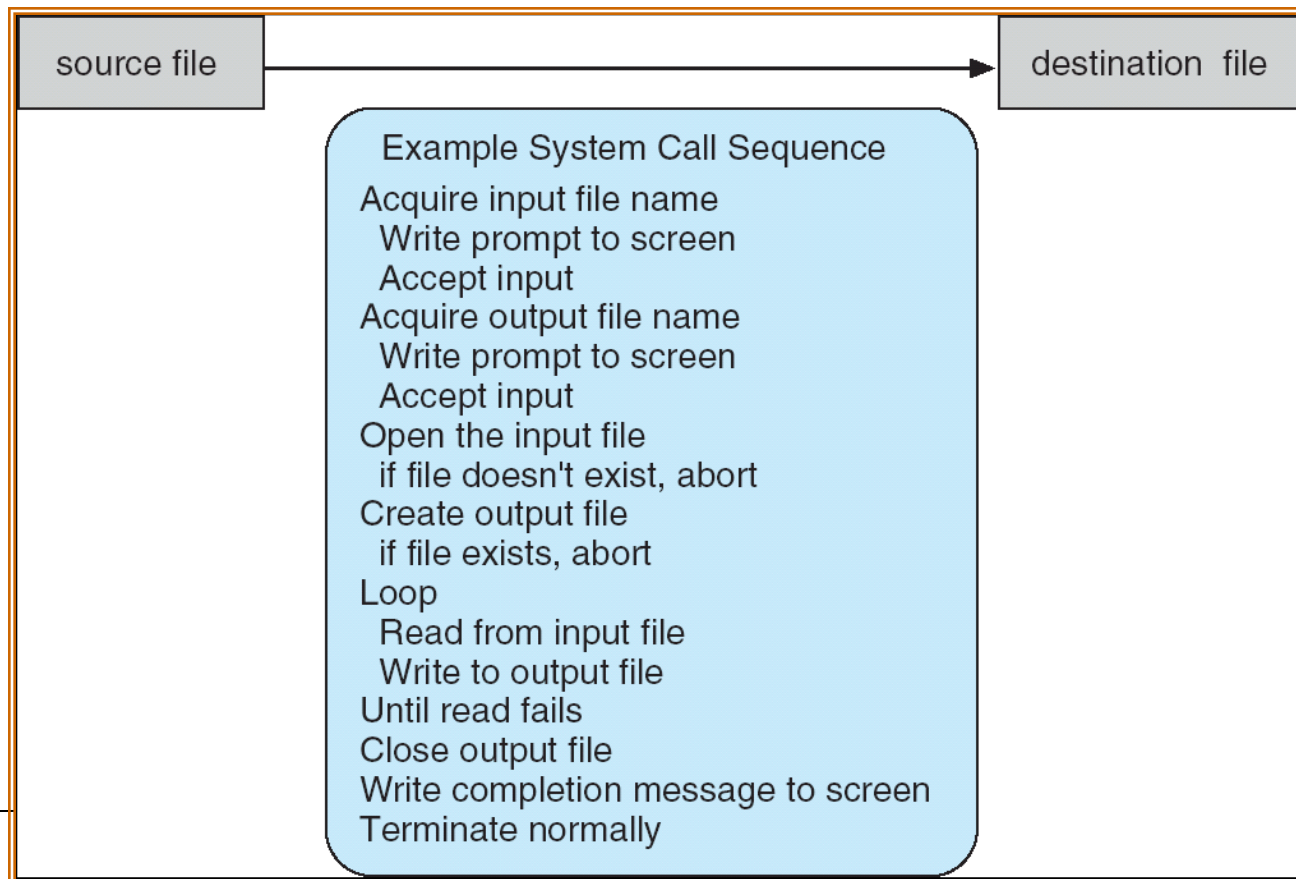 source file
destination file
Example System Call Sequence
Acquire input file name
Write prompt to screen
Accept input
Acquire output file name
Write prompt to screen
Accept input
Open the input file
if file doesn't exist, abort
Create output file
if file exists, abort
Loop
Read from input file
Write to output file
Until read fails
Close output file
Write completion message to screen
Terminate normally